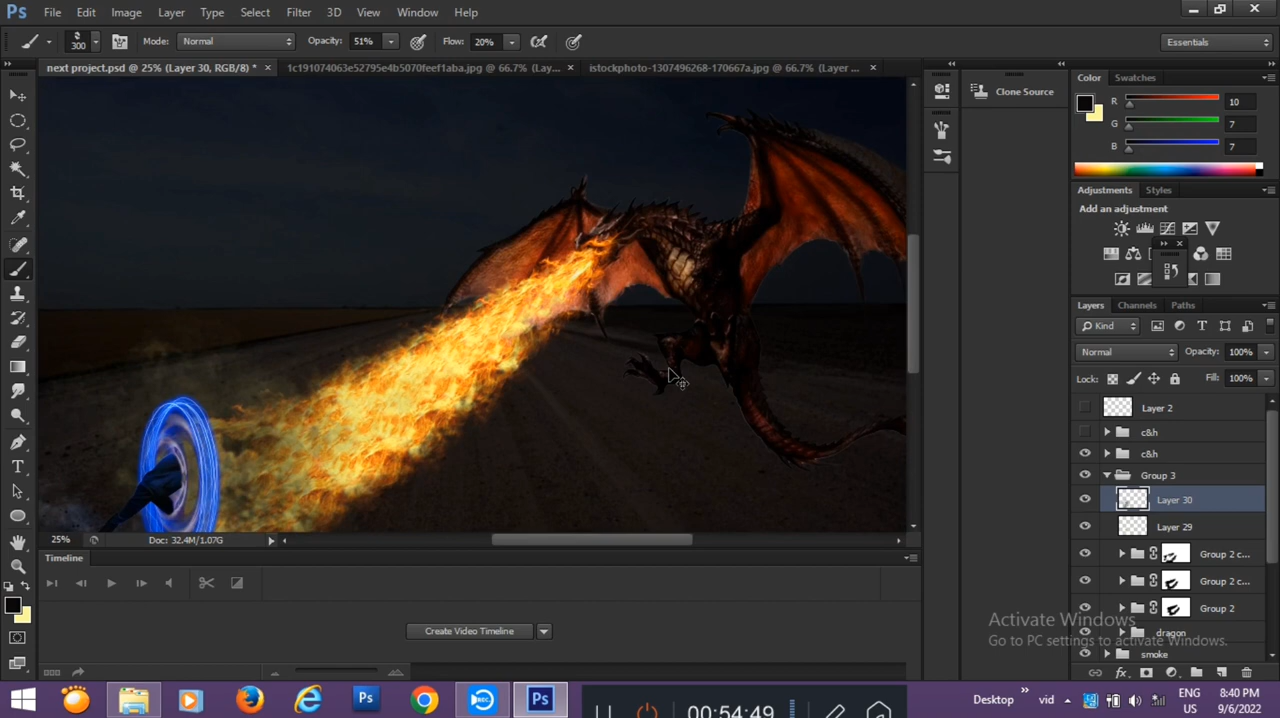 Ps File Edit Image Layer Type Select Filter 3D View Window Help
300 Mode: Normal Opacity: 51% Flow: 20% Essentials
next project.psd @ 25% (Layer 30, RGB/8) * × 1c191074063e52795e4b5070feef1aba.jpg @ 66.7% (Lay... × istockphoto-1307496268-170667a.jpg @ 66.7% (Layer ... ×
Color Swatches
Clone Source
R 10
G 7
B 7
Adjustments Styles
Add an adjustment
Layers Channels Paths
Kind
Normal Opacity: 100%
Lock: Fill: 100%
Layer 2
c&h
c&h
Group 3
Layer 30
Layer 29
Group 2 c...
Group 2 c...
Group 2
dragon
smoke
25% Doc: 32.4M/1.07G
Timeline
Create Video Timeline
Activate Windows
Go to PC settings to activate Windows.
00:54:49
Desktop vid ENG US 8:40 PM 9/6/2022